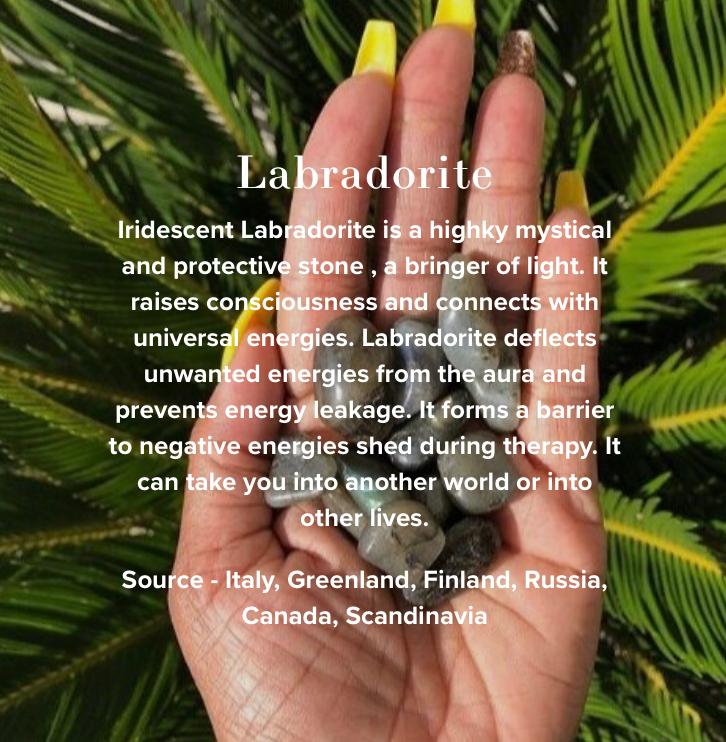 Labradorite
Iridescent Labradorite is a highky mystical
and protective stone , a bringer of light. It
raises consciousness and connects with
universal energies. Labradorite deflects
unwanted energies from the aura and
prevents energy leakage. It forms a barrier
to negative energies shed during therapy. It
can take you into another world or into
other lives.
Source - Italy, Greenland, Finland, Russia,
Canada, Scandinavia